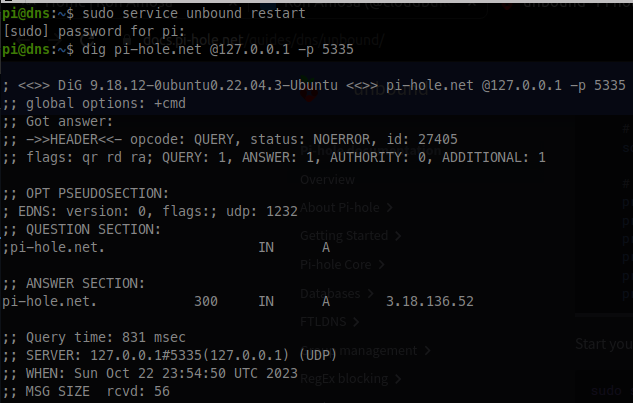 pi@dns:~$ sudo service unbound restart
[sudo] password for pi:
pi@dns:~$ dig pi-hole.net @127.0.0.1 -p 5335
; <<>> DiG 9.18.12-0ubuntu0.22.04.3-Ubuntu <<>> pi-hole.net @127.0.0.1 -p 5335
;; global options: +cmd
;; Got answer:
;; ->>HEADER<<- opcode: QUERY, status: NOERROR, id: 27405
;; flags: qr rd ra; QUERY: 1, ANSWER: 1, AUTHORITY: 0, ADDITIONAL: 1
;; OPT PSEUDOSECTION:
; EDNS: version: 0, flags:; udp: 1232
;; QUESTION SECTION:
;pi-hole.net. IN A
;; ANSWER SECTION:
pi-hole.net. 300 IN A 3.18.136.52
;; Query time: 831 msec
;; SERVER: 127.0.0.1#5335(127.0.0.1) (UDP)
;; WHEN: Sun Oct 22 23:54:50 UTC 2023
;; MSG SIZE rcvd: 56
Overview
About Pi-hole
Getting Started
Pi-hole Core
Databases
FTLDNS
RegEx blocking
Start you
sudo